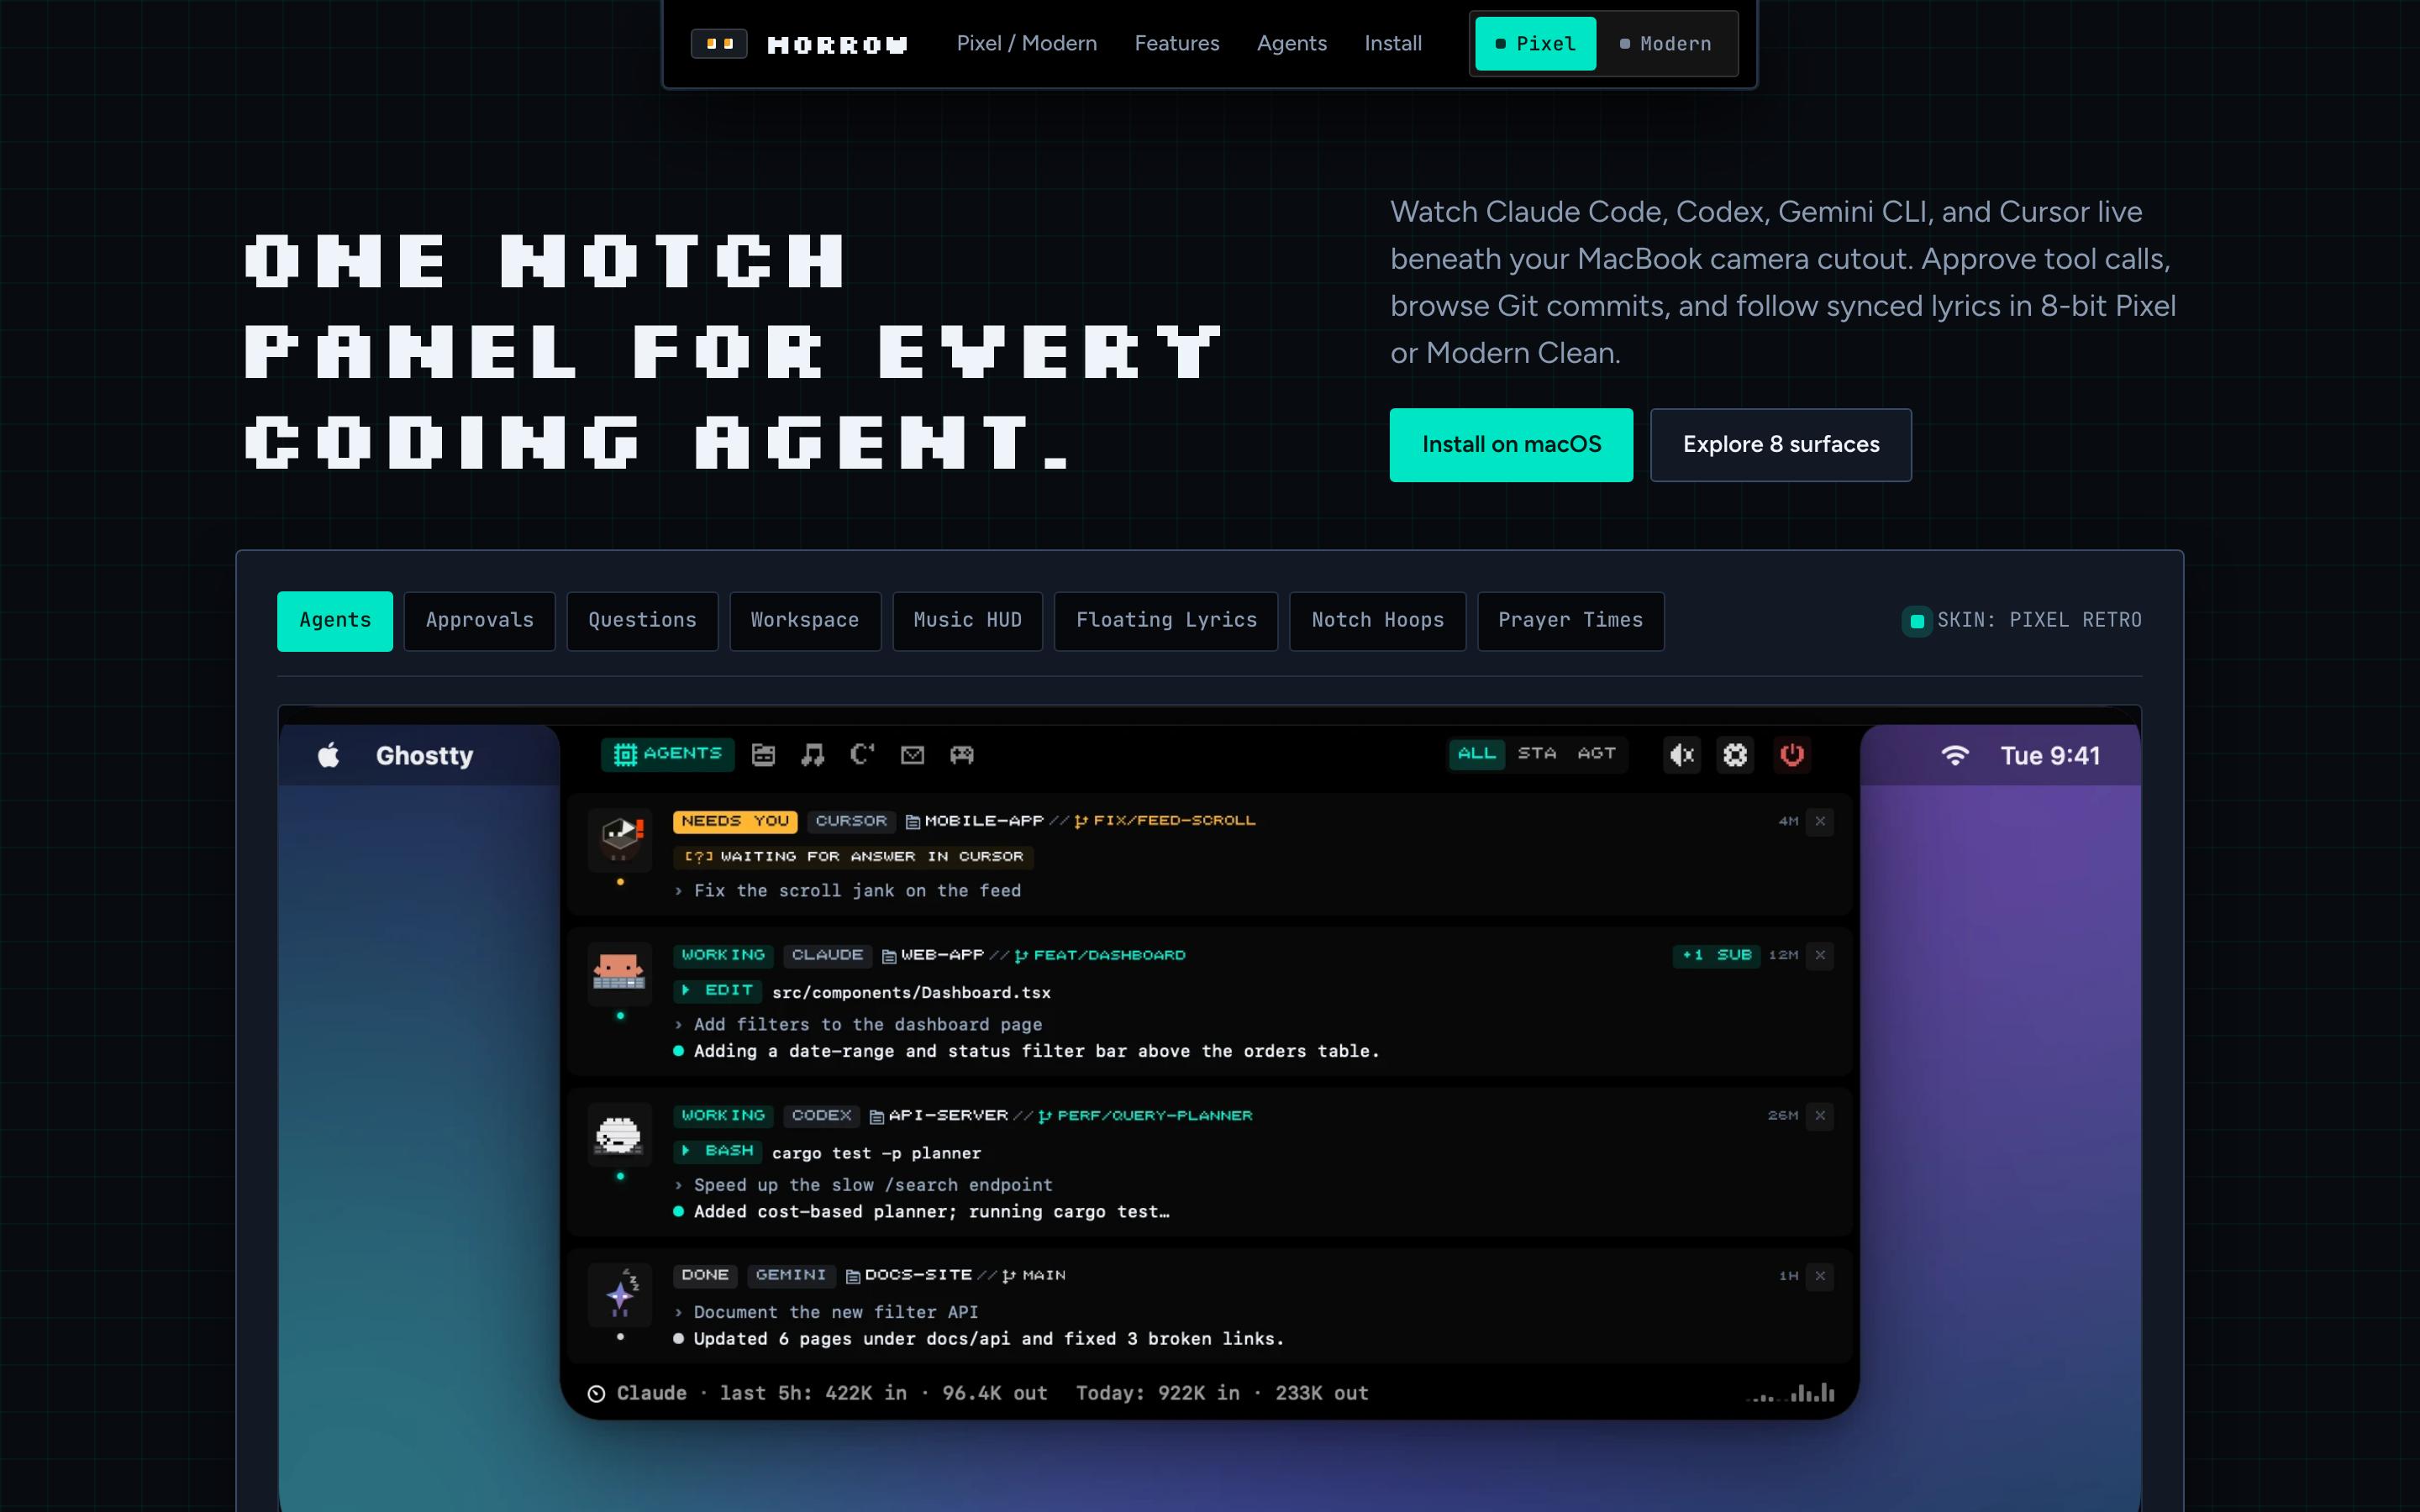 MORROW Pixel / Modern Features Agents Install Pixel Modern
ONE NOTCH
PANEL FOR EVERY
CODING AGENT.
Watch Claude Code, Codex, Gemini CLI, and Cursor live
beneath your MacBook camera cutout. Approve tool calls,
browse Git commits, and follow synced lyrics in 8-bit Pixel
or Modern Clean.
Install on macOS Explore 8 surfaces
Agents Approvals Questions Workspace Music HUD Floating Lyrics Notch Hoops Prayer Times SKIN: PIXEL RETRO
Ghostty AGENTS ALL STA AGT Tue 9:41
NEEDS YOU CURSOR MOBILE-APP // FIX/FEED-SCROLL 4M X
[?] WAITING FOR ANSWER IN CURSOR
› Fix the scroll jank on the feed
WORKING CLAUDE WEB-APP // FEAT/DASHBOARD +1 SUB 12M X
EDIT src/components/Dashboard.tsx
› Add filters to the dashboard page
Adding a date-range and status filter bar above the orders table.
WORKING CODEX API-SERVER // PERF/QUERY-PLANNER 26M X
BASH cargo test -p planner
› Speed up the slow /search endpoint
Added cost-based planner; running cargo test…
DONE GEMINI DOCS-SITE // MAIN 1H X
› Document the new filter API
Updated 6 pages under docs/api and fixed 3 broken links.
Claude · last 5h: 422K in · 96.4K out Today: 922K in · 233K out